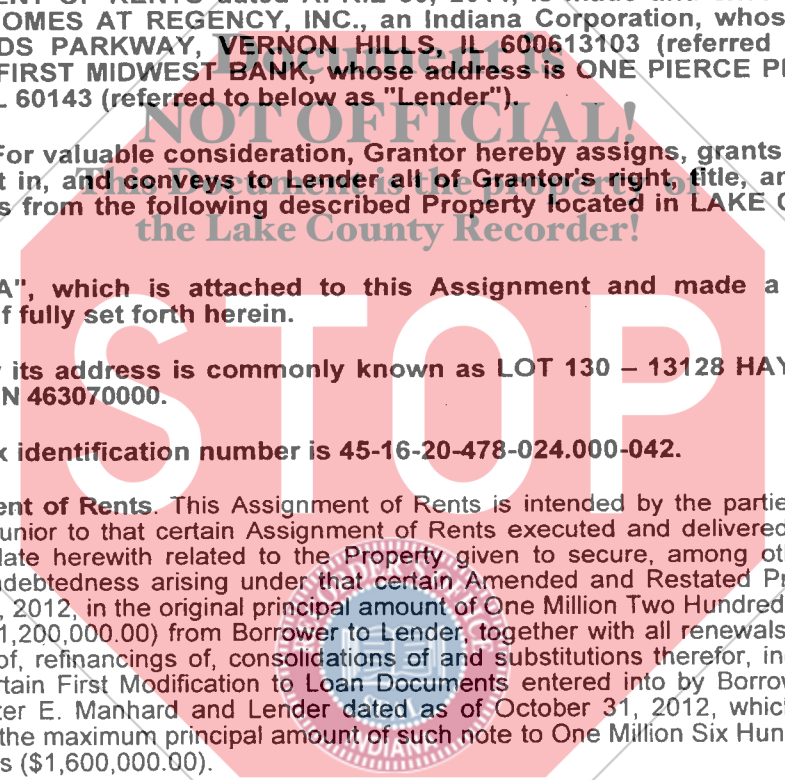 OMES AT REGENCY, INC., an Indiana Corporation, whos
DS PARKWAY, VERNON HILLS, IL 600613103 (referred
FIRST MIDWEST BANK, whose address is ONE PIERCE P
L 60143 (referred to below as "Lender").
Document is
NOT OFFICIAL!
This Document is the property of
the Lake County Recorder!
For valuable consideration, Grantor hereby assigns, grants
t in, and conveys to Lender all of Grantor's right, title, an
s from the following described Property located in LAKE C
A", which is attached to this Assignment and made a
f fully set forth herein.
STOP
its address is commonly known as LOT 130 – 13128 HAY
N 463070000.
x identification number is 45-16-20-478-024.000-042.
ent of Rents. This Assignment of Rents is intended by the partie
unior to that certain Assignment of Rents executed and delivered
late herewith related to the Property given to secure, among ot
ndebtedness arising under that certain Amended and Restated P
, 2012, in the original principal amount of One Million Two Hundred
1,200,000.00) from Borrower to Lender, together with all renewals
of, refinancings of, consolidations of and substitutions therefor, in
rtain First Modification to Loan Documents entered into by Borrow
ter E. Manhard and Lender dated as of October 31, 2012, whic
the maximum principal amount of such note to One Million Six Hun
s ($1,600,000.00).
INDIANA